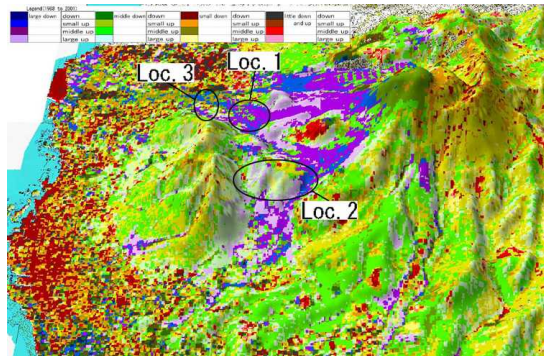 Legend(1988 to 2001)
large down down middle down down small down down little down down
small up small up small up and up small up
middle up middle up middle up middle up
large up large up large up large up
Loc. 3
Loc. 1
Loc. 2